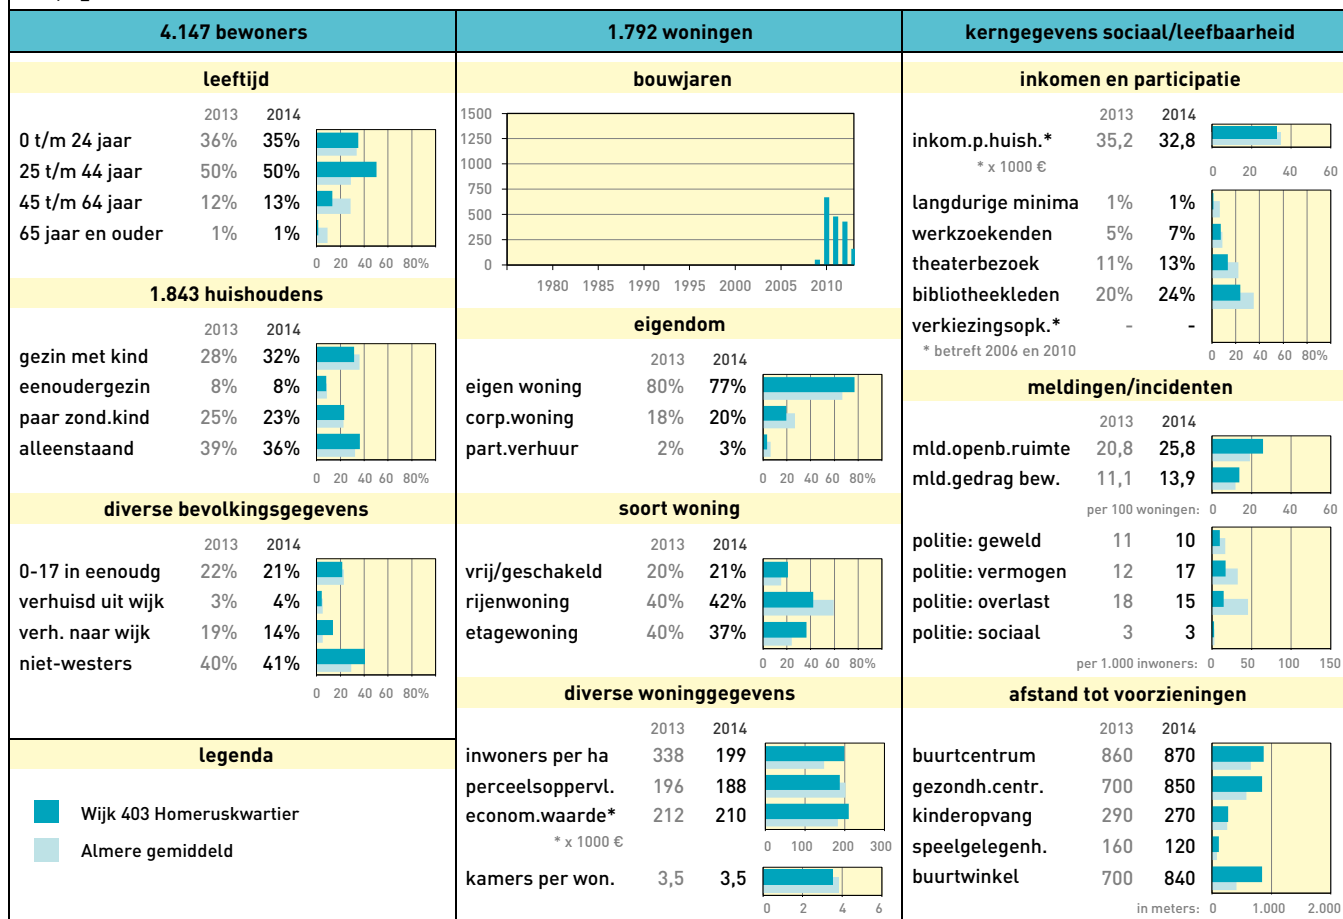 4.147 bewoners
leeftijd
2013 2014
0 t/m 24 jaar 36% 35%
25 t/m 44 jaar 50% 50%
45 t/m 64 jaar 12% 13%
65 jaar en ouder 1% 1%
0 20 40 60 80%
1.843 huishoudens
2013 2014
gezin met kind 28% 32%
eenoudergezin 8% 8%
paar zond.kind 25% 23%
alleenstaand 39% 36%
0 20 40 60 80%
diverse bevolkingsgegevens
2013 2014
0-17 in eenoudg 22% 21%
verhuisd uit wijk 3% 4%
verh. naar wijk 19% 14%
niet-westers 40% 41%
0 20 40 60 80%
legenda
Wijk 403 Homeruskwartier
Almere gemiddeld
1.792 woningen
bouwjaren
1500
1250
1000
750
500
250
0
1980 1985 1990 1995 2000 2005 2010
eigendom
2013 2014
eigen woning 80% 77%
corp.woning 18% 20%
part.verhuur 2% 3%
0 20 40 60 80%
soort woning
2013 2014
vrij/geschakeld 20% 21%
rijenwoning 40% 42%
etagewoning 40% 37%
0 20 40 60 80%
diverse woninggegevens
2013 2014
inwoners per ha 338 199
perceelsoppervl. 196 188
econom.waarde* 212 210
* x 1000 €
0 100 200 300
kamers per won. 3,5 3,5
0 2 4 6
kerngegevens sociaal/leefbaarheid
inkomen en participatie
2013 2014
inkom.p.huish.* 35,2 32,8
* x 1000 €
0 20 40 60
langdurige minima 1% 1%
werkzoekenden 5% 7%
theaterbezoek 11% 13%
bibliotheekleden 20% 24%
verkiezingsopk.* - -
* betreft 2006 en 2010
0 20 40 60 80%
meldingen/incidenten
2013 2014
mld.openb.ruimte 20,8 25,8
mld.gedrag bew. 11,1 13,9
per 100 woningen: 0 20 40 60
politie: geweld 11 10
politie: vermogen 12 17
politie: overlast 18 15
politie: sociaal 3 3
per 1.000 inwoners: 0 50 100 150
afstand tot voorzieningen
2013 2014
buurtcentrum 860 870
gezondh.centr. 700 850
kinderopvang 290 270
speelgelegenh. 160 120
buurtwinkel 700 840
in meters: 0 1.000 2.000